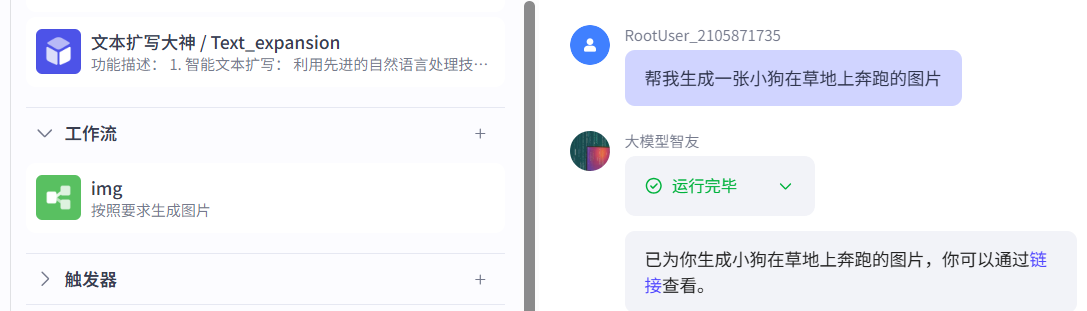 文本扩写大神 / Text_expansion
功能描述： 1. 智能文本扩写： 利用先进的自然语言处理技…
工作流
img
按照要求生成图片
触发器
RootUser_2105871735
帮我生成一张小狗在草地上奔跑的图片
大模型智友
运行完毕
已为你生成小狗在草地上奔跑的图片，你可以通过链
接查看。